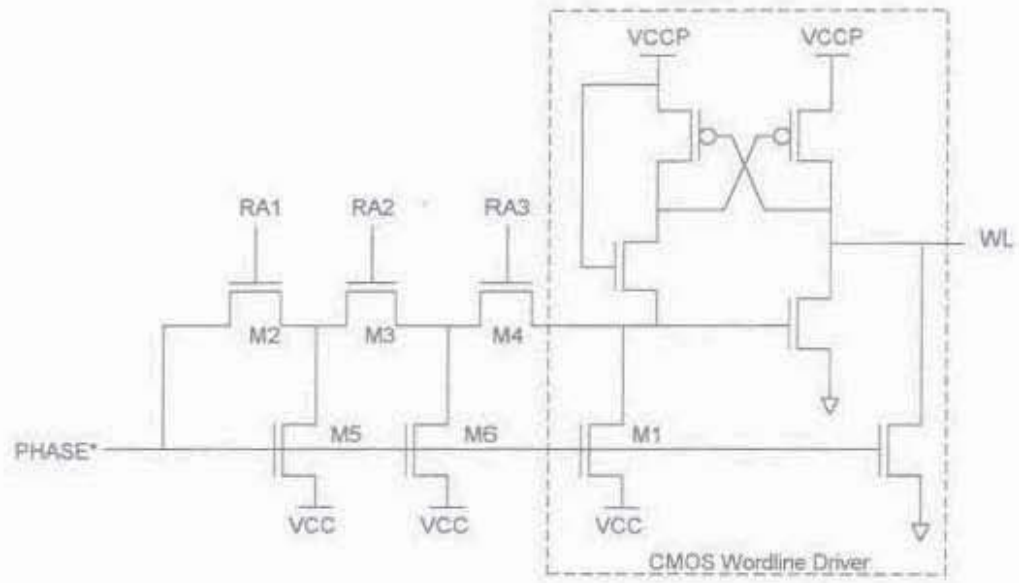 VCCP VCCP
RA1 RA2 RA3
WL
M2 M3 M4
PHASE* M5 M6 M1
VCC VCC VCC
CMOS Wordline Driver